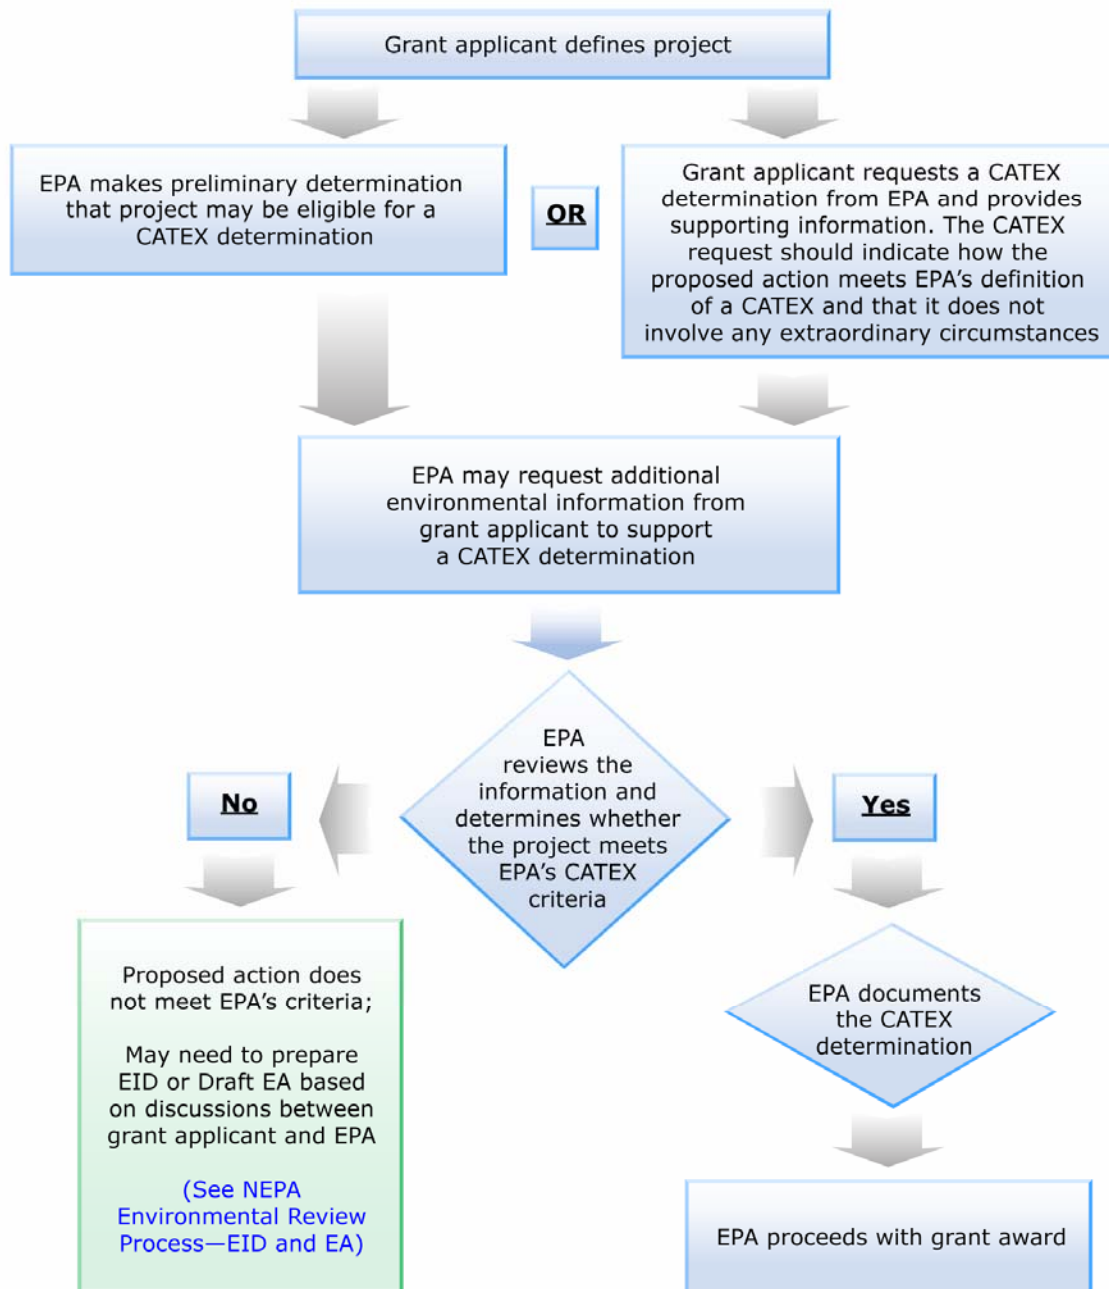 Grant applicant defines project
EPA makes preliminary determination
that project may be eligible for a
CATEX determination
OR
Grant applicant requests a CATEX
determination from EPA and provides
supporting information. The CATEX
request should indicate how the
proposed action meets EPA’s definition
of a CATEX and that it does not
involve any extraordinary circumstances
EPA may request additional
environmental information from
grant applicant to support
a CATEX determination
EPA
reviews the
information and
determines whether
the project meets
EPA’s CATEX
criteria
No
Yes
Proposed action does
not meet EPA’s criteria;
May need to prepare
EID or Draft EA based
on discussions between
grant applicant and EPA
(See NEPA
Environmental Review
Process—EID and EA)
EPA documents
the CATEX
determination
EPA proceeds with grant award